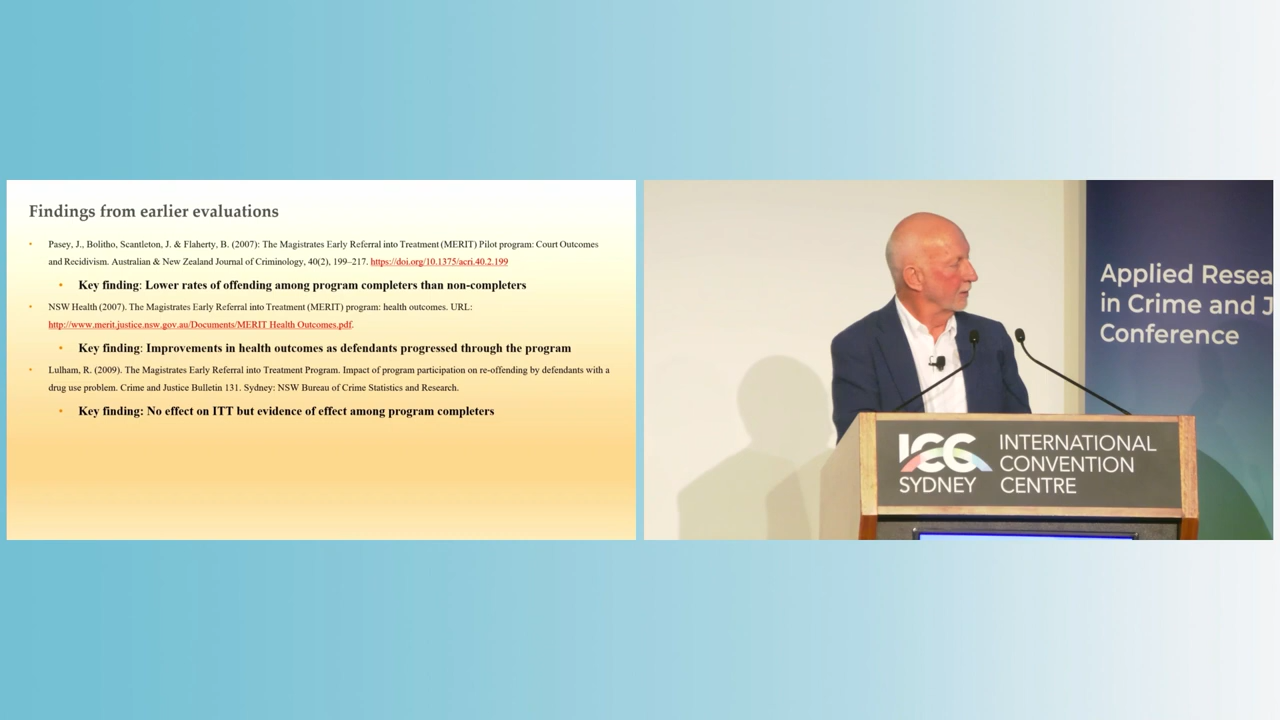 Findings from earlier evaluations
Pasey, J., Bolitho, Scantleton, J. & Flaherty, B. (2007): The Magistrates Early Referral into Treatment (MERIT) Pilot program: Court Outcomes
and Recidivism. Australian & New Zealand Journal of Criminology, 40(2), 199–217. https://doi.org/10.1375/acri.40.2.199
Key finding: Lower rates of offending among program completers than non-completers
NSW Health (2007). The Magistrates Early Referral into Treatment (MERIT) program: health outcomes. URL:
http://www.merit.justice.nsw.gov.au/Documents/MERIT Health Outcomes.pdf.
Key finding: Improvements in health outcomes as defendants progressed through the program
Lulham, R. (2009). The Magistrates Early Referral into Treatment Program. Impact of program participation on re-offending by defendants with a
drug use problem. Crime and Justice Bulletin 131. Sydney: NSW Bureau of Crime Statistics and Research.
Key finding: No effect on ITT but evidence of effect among program completers
Applied Resea
in Crime and J
Conference
ICC
SYDNEY
INTERNATIONAL
CONVENTION
CENTRE